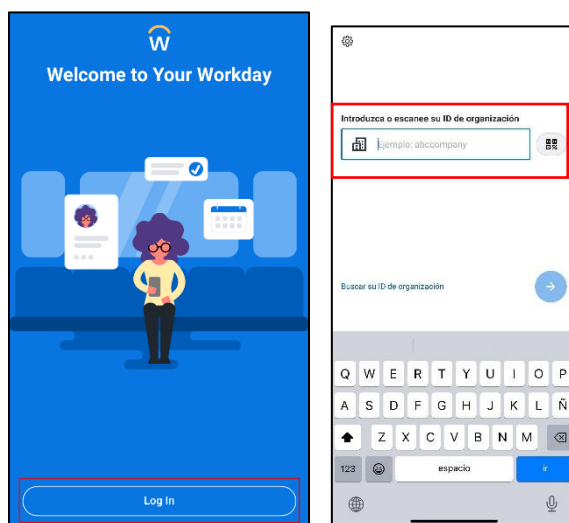 W
Welcome to Your Workday
Log In
Introduzca o escanee su ID de organización
Ejemplo: abccompany
Buscar su ID de organización
Q W E R T Y U I O P
A S D F G H J K L Ñ
Z X C V B N M
123 espacio ir